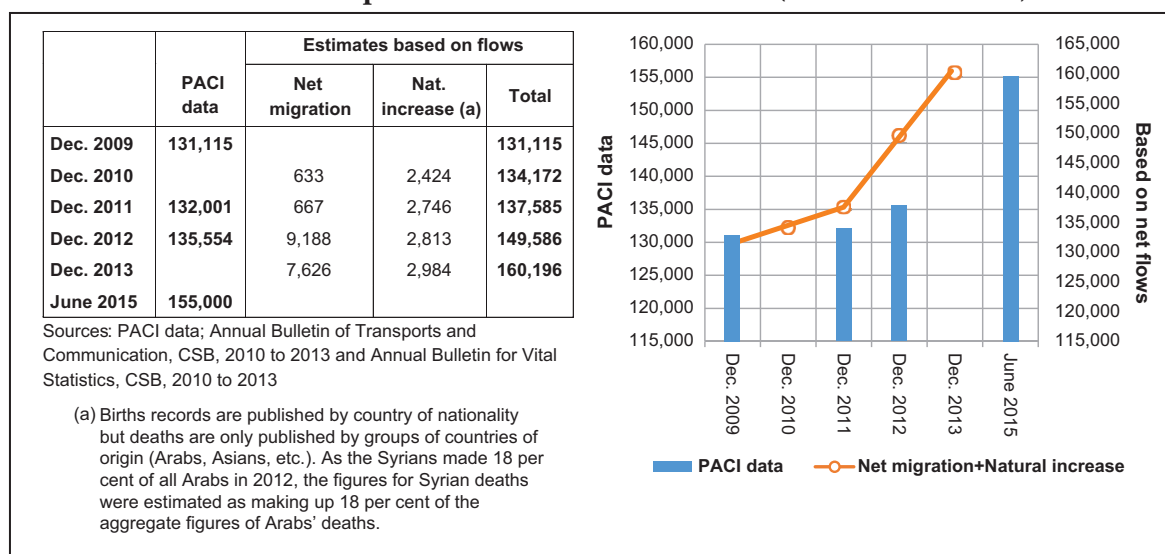 Estimates based on flows
PACI data Net migration Nat. increase (a) Total
Dec. 2009 131,115 131,115
Dec. 2010 633 2,424 134,172
Dec. 2011 132,001 667 2,746 137,585
Dec. 2012 135,554 9,188 2,813 149,586
Dec. 2013 7,626 2,984 160,196
June 2015 155,000
Sources: PACI data; Annual Bulletin of Transports and
Communication, CSB, 2010 to 2013 and Annual Bulletin for Vital
Statistics, CSB, 2010 to 2013
(a) Births records are published by country of nationality
but deaths are only published by groups of countries of
origin (Arabs, Asians, etc.). As the Syrians made 18 per
cent of all Arabs in 2012, the figures for Syrian deaths
were estimated as making up 18 per cent of the
aggregate figures of Arabs' deaths.
PACI data
160,000
155,000
150,000
145,000
140,000
135,000
130,000
125,000
120,000
115,000
165,000
160,000
155,000
150,000
145,000
140,000
135,000
130,000
125,000
120,000
115,000
Based on net flows
Dec. 2009
Dec. 2010
Dec. 2011
Dec. 2012
Dec. 2013
June 2015
PACI data
Net migration+Natural increase